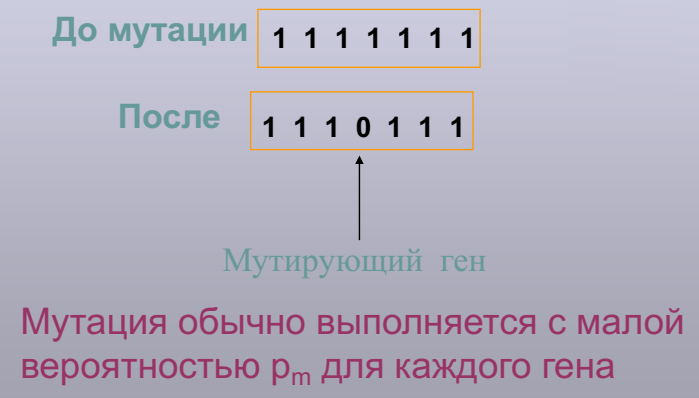 До мутации 1 1 1 1 1 1 1
После 1 1 1 0 1 1 1
Мутирующий ген
Мутация обычно выполняется с малой
вероятностью pm для каждого гена